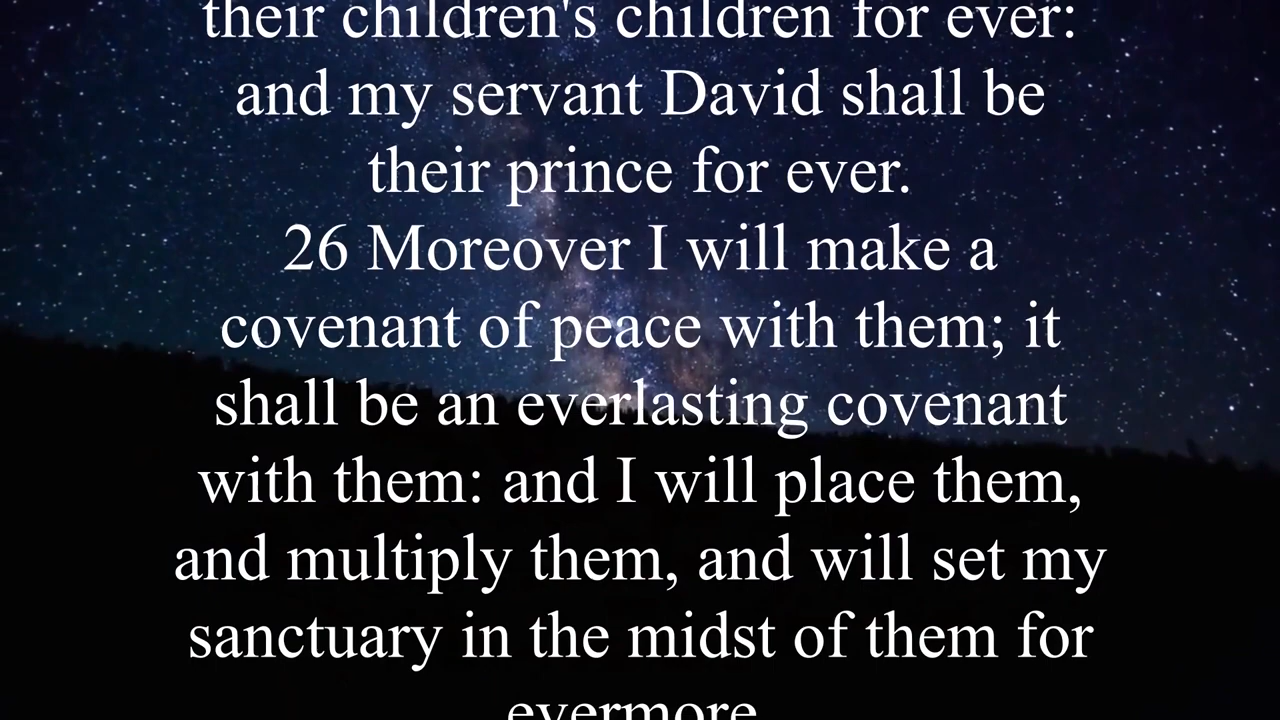 their children's children for ever:
and my servant David shall be
their prince for ever.
26 Moreover I will make a
covenant of peace with them; it
shall be an everlasting covenant
with them: and I will place them,
and multiply them, and will set my
sanctuary in the midst of them for
evermore